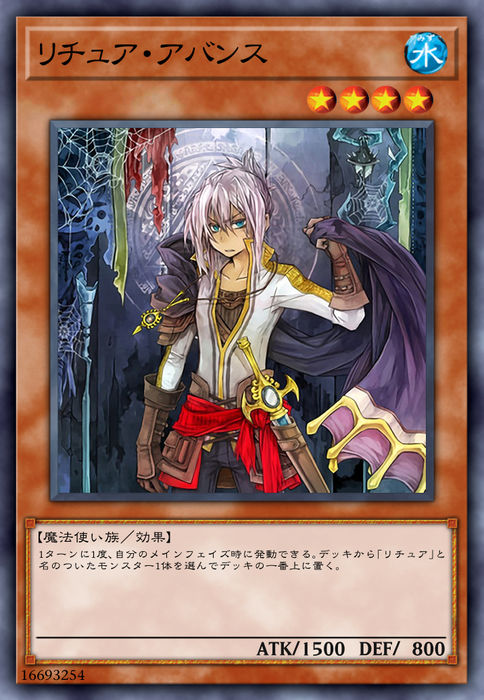 リチュア・アバンス
みず
水
【魔法使い族／効果】
1ターンに1度、自分のメインフェイズ時に発動できる。デッキから「リチュア」と
名のついたモンスター1体を選んでデッキの一番上に置く。
ATK/1500 DEF/ 800
16693254